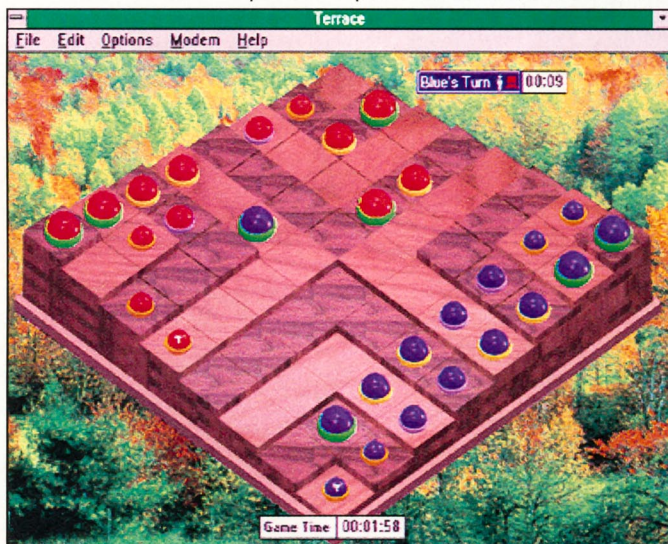 Terrace
File Edit Options Modem Help
Blue's Turn 00:09
T
T
Game Time 00:01:58